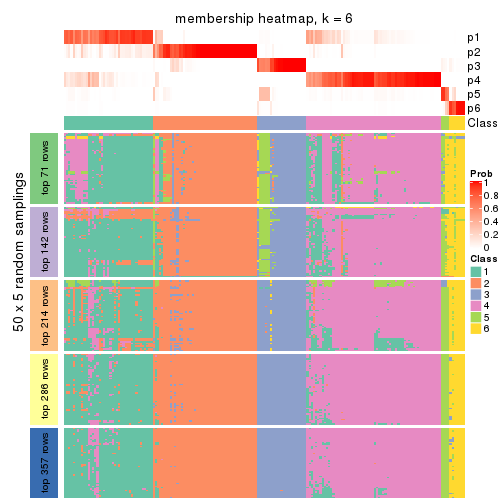 membership heatmap, k = 6
p1
p2
p3
p4
p5
p6
Class
50 x 5 random samplings
top 71 rows
top 142 rows
top 214 rows
top 286 rows
top 357 rows
Prob
1
0.8
0.6
0.4
0.2
0
Class
1
2
3
4
5
6